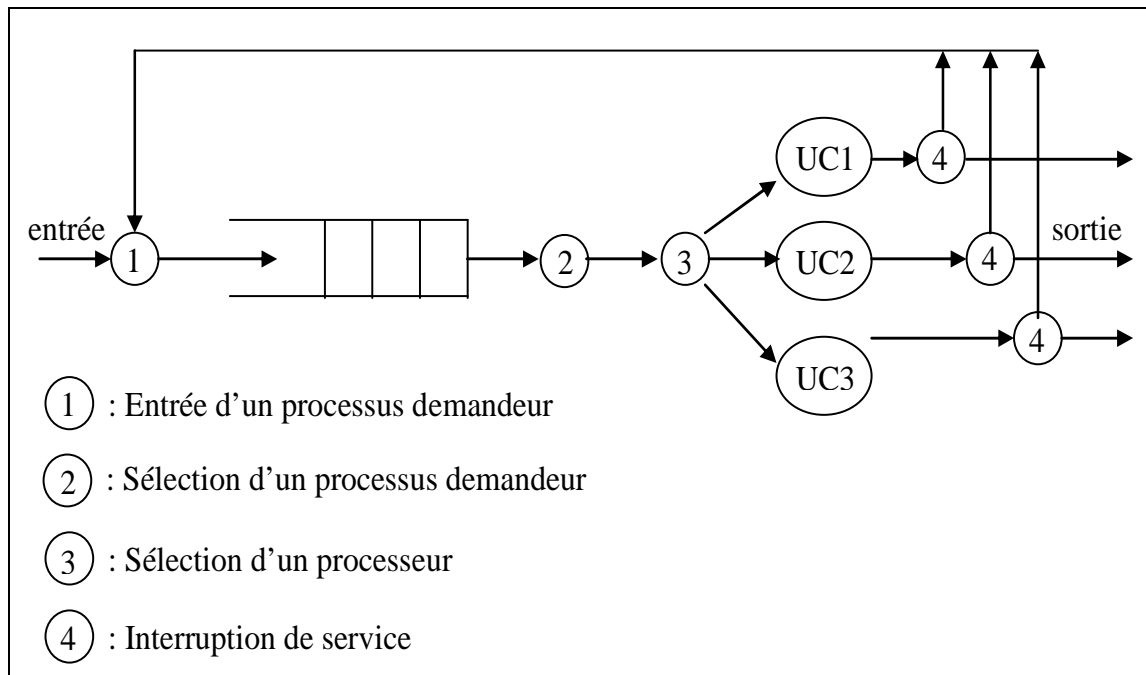 UC1
4
entrée
1
2
3
UC2
4
sortie
UC3
4
1 : Entrée d’un processus demandeur
2 : Sélection d’un processus demandeur
3 : Sélection d’un processeur
4 : Interruption de service